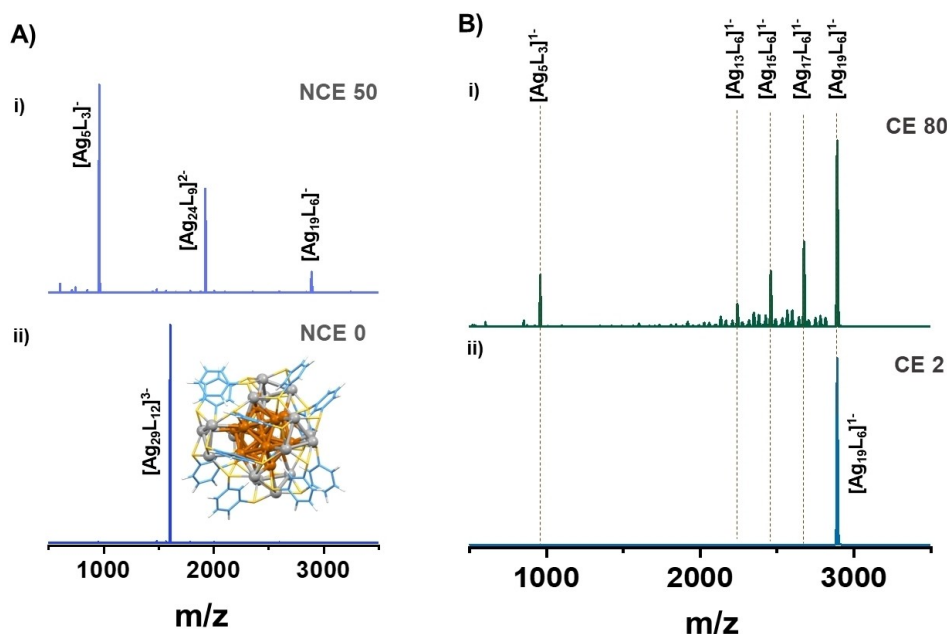 A)
i)
NCE 50
[Ag₅L₃]⁻
[Ag₂₄L₉]²⁻
[Ag₁₉L₆]⁻
ii)
NCE 0
[Ag₂₉L₁₂]³⁻
1000 2000 3000
m/z
B)
i)
[Ag₅L₃]¹⁻
[Ag₁₃L₆]¹⁻
[Ag₁₅L₆]¹⁻
[Ag₁₇L₆]¹⁻
[Ag₁₉L₆]¹⁻
CE 80
ii)
CE 2
[Ag₁₉L₆]¹⁻
1000 2000 3000
m/z